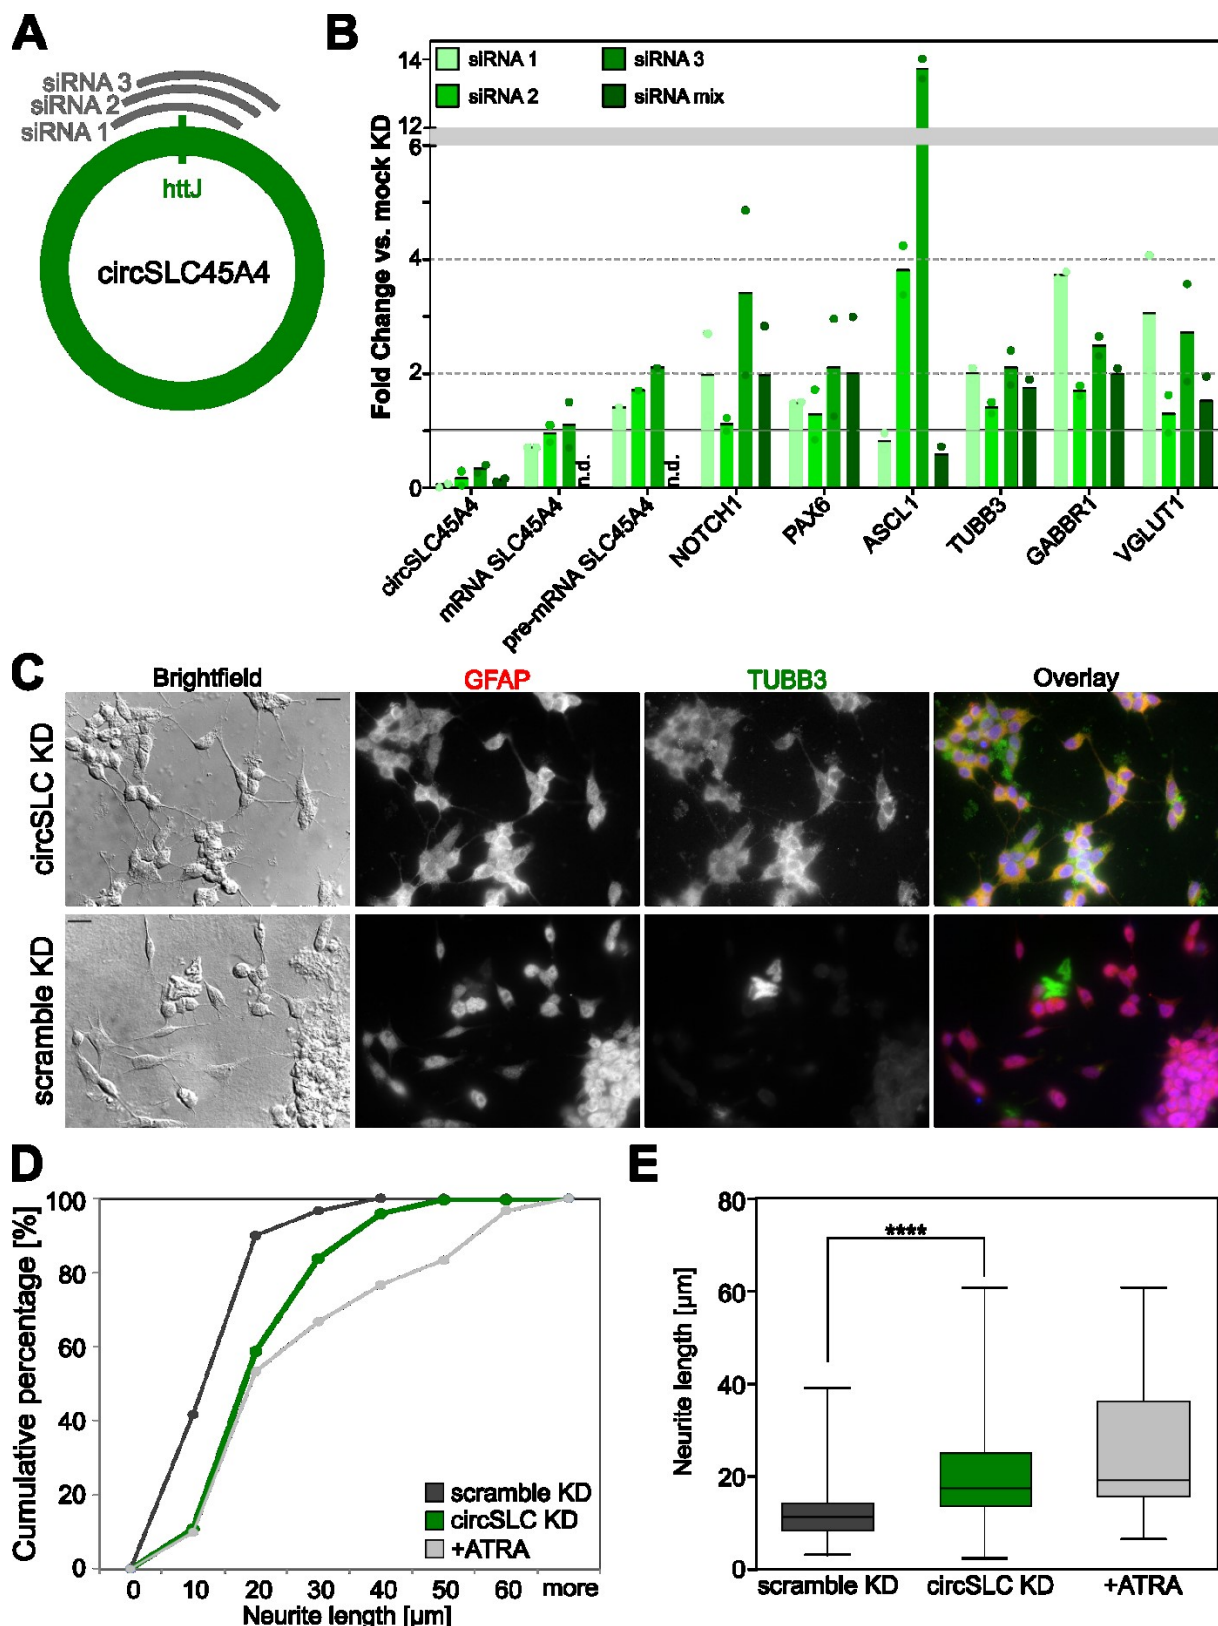 A
siRNA 3
siRNA 2
siRNA 1
httJ
circSLC45A4
B
Fold Change vs. mock KD
14
12
6
4
2
0
siRNA 1
siRNA 2
siRNA 3
siRNA mix
n.d.
n.d.
circSLC45A4
mRNA SLC45A4
pre-mRNA SLC45A4
NOTCH1
PAX6
ASCL1
TUBB3
GABBR1
VGLUT1
C
Brightfield
GFAP
TUBB3
Overlay
circSLC KD
scramble KD
D
Cumulative percentage [%]
100
80
60
40
20
0
scramble KD
circSLC KD
+ATRA
0 10 20 30 40 50 60 more
Neurite length [µm]
E
Neurite length [µm]
80
60
40
20
0
****
scramble KD
circSLC KD
+ATRA